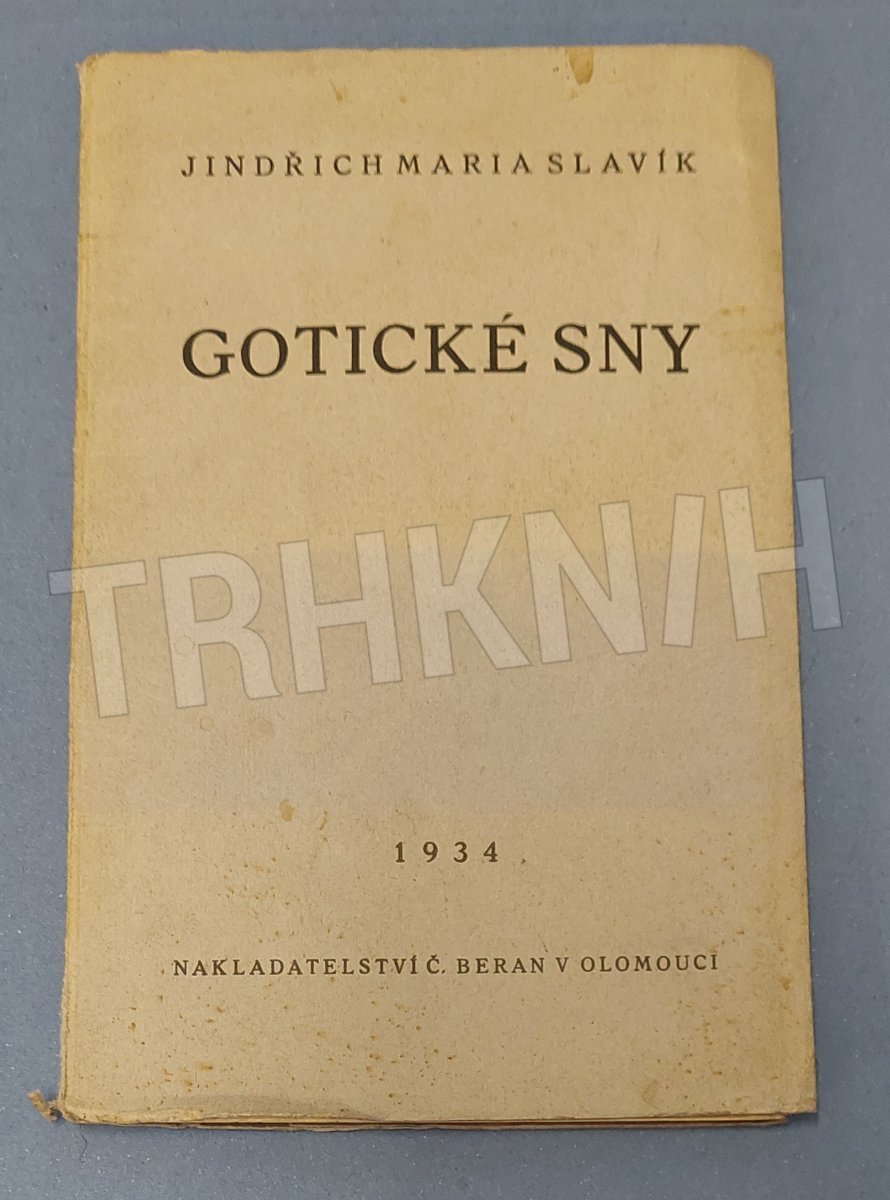 JINDŘICH MARIA SLAVÍK
GOTICKÉ SNY
TRHKNIH
1934
NAKLADATELSTVÍ Č. BERAN V OLOMOUCI